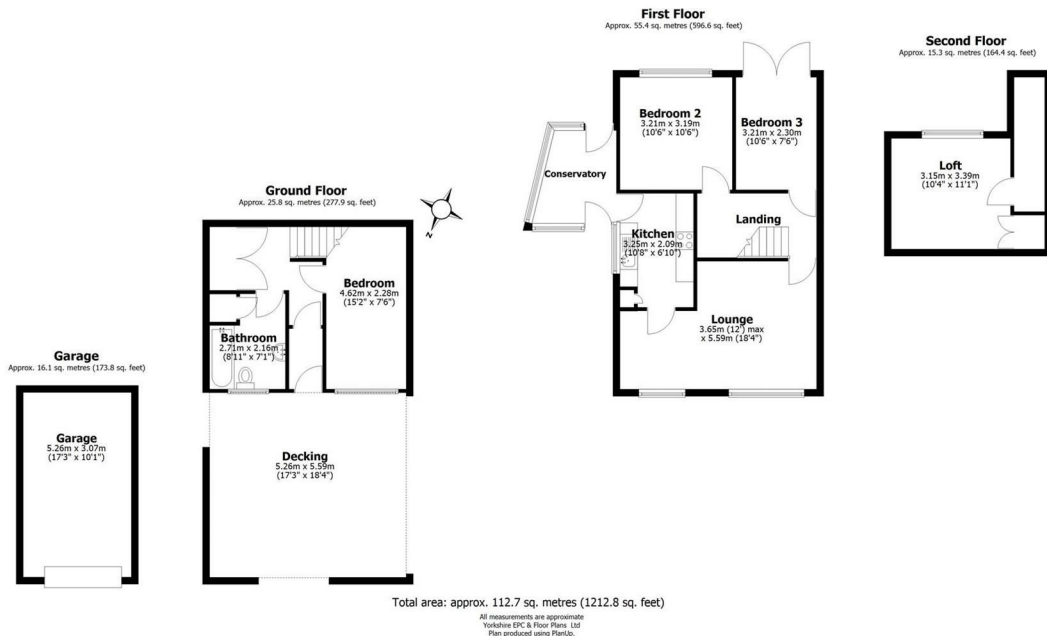 First Floor
Approx. 55.4 sq. metres (596.6 sq. feet)
Second Floor
Approx. 15.3 sq. metres (164.4 sq. feet)
Bedroom 2
3.21m x 3.19m
(10'6" x 10'6")
Bedroom 3
3.21m x 2.30m
(10'6" x 7'6")
Loft
3.15m x 3.39m
(10'4" x 11'1")
Conservatory
Ground Floor
Approx. 25.8 sq. metres (277.9 sq. feet)
N
Kitchen
3.25m x 2.09m
(10'8" x 6'10")
Landing
Bedroom
4.62m x 2.28m
(15'2" x 7'6")
Lounge
3.65m (12') max
x 5.59m (18'4")
Bathroom
2.71m x 2.16m
(8'11" x 7'1")
Garage
Approx. 16.1 sq. metres (173.8 sq. feet)
Garage
5.26m x 3.07m
(17'3" x 10'1")
Decking
5.26m x 5.59m
(17'3" x 18'4")
Total area: approx. 112.7 sq. metres (1212.8 sq. feet)
All measurements are approximate
Yorkshire EPC & Floor Plans Ltd
Plan produced using PlanUp.